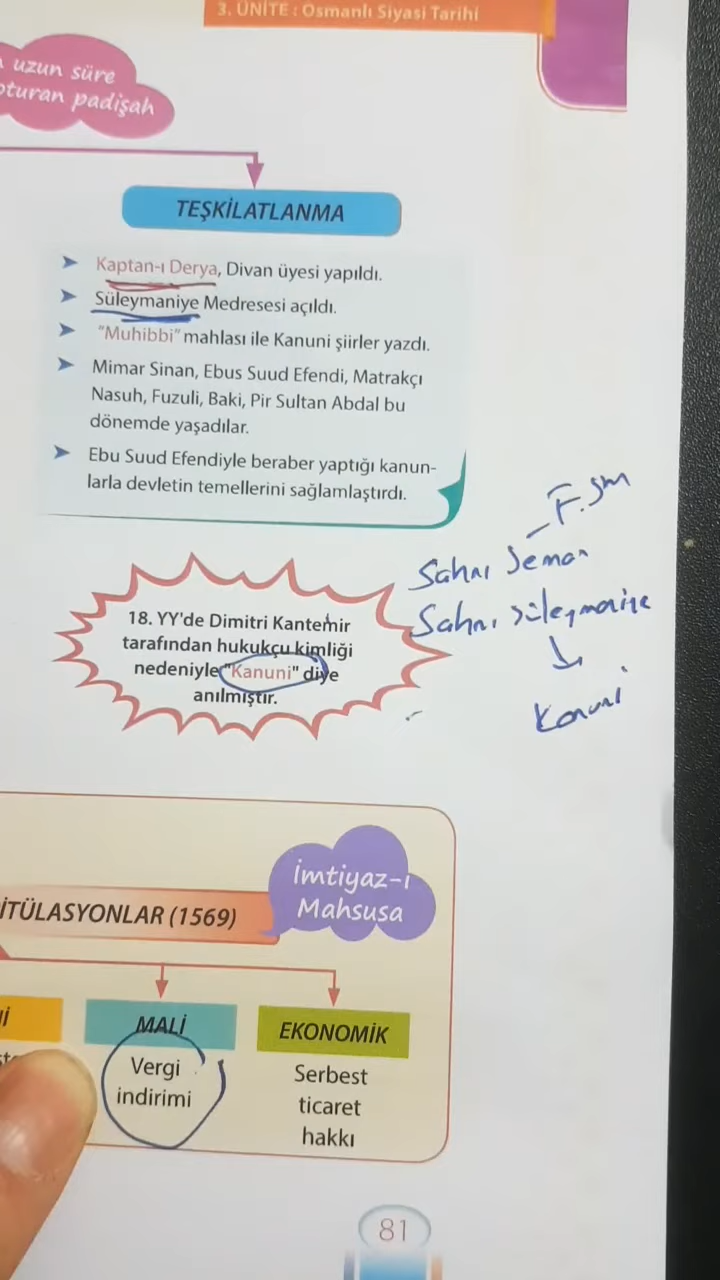 3. ÜNİTE : Osmanlı Siyasi Tarihi
uzun süre
oturan padişah
TEŞKİLATLANMA
➤ Kaptan-ı Derya, Divan üyesi yapıldı.
➤ Süleymaniye Medresesi açıldı.
➤ "Muhibbi" mahlası ile Kanuni şiirler yazdı.
➤ Mimar Sinan, Ebus Suud Efendi, Matrakçı
Nasuh, Fuzuli, Baki, Pir Sultan Abdal bu
dönemde yaşadılar.
➤ Ebu Suud Efendiyle beraber yaptığı kanun-
larla devletin temellerini sağlamlaştırdı.
F.SM
Sahnı Seman
Sahnı Süleymaniye
Kanuni
18. YY'de Dimitri Kantemir
tarafından hukukçu kimliği
nedeniyle "Kanuni" diye
anılmıştır.
İmtiyaz-ı
Mahsusa
İTÜLASYONLAR (1569)
MALİ
Vergi
indirimi
EKONOMİK
Serbest
ticaret
hakkı
81